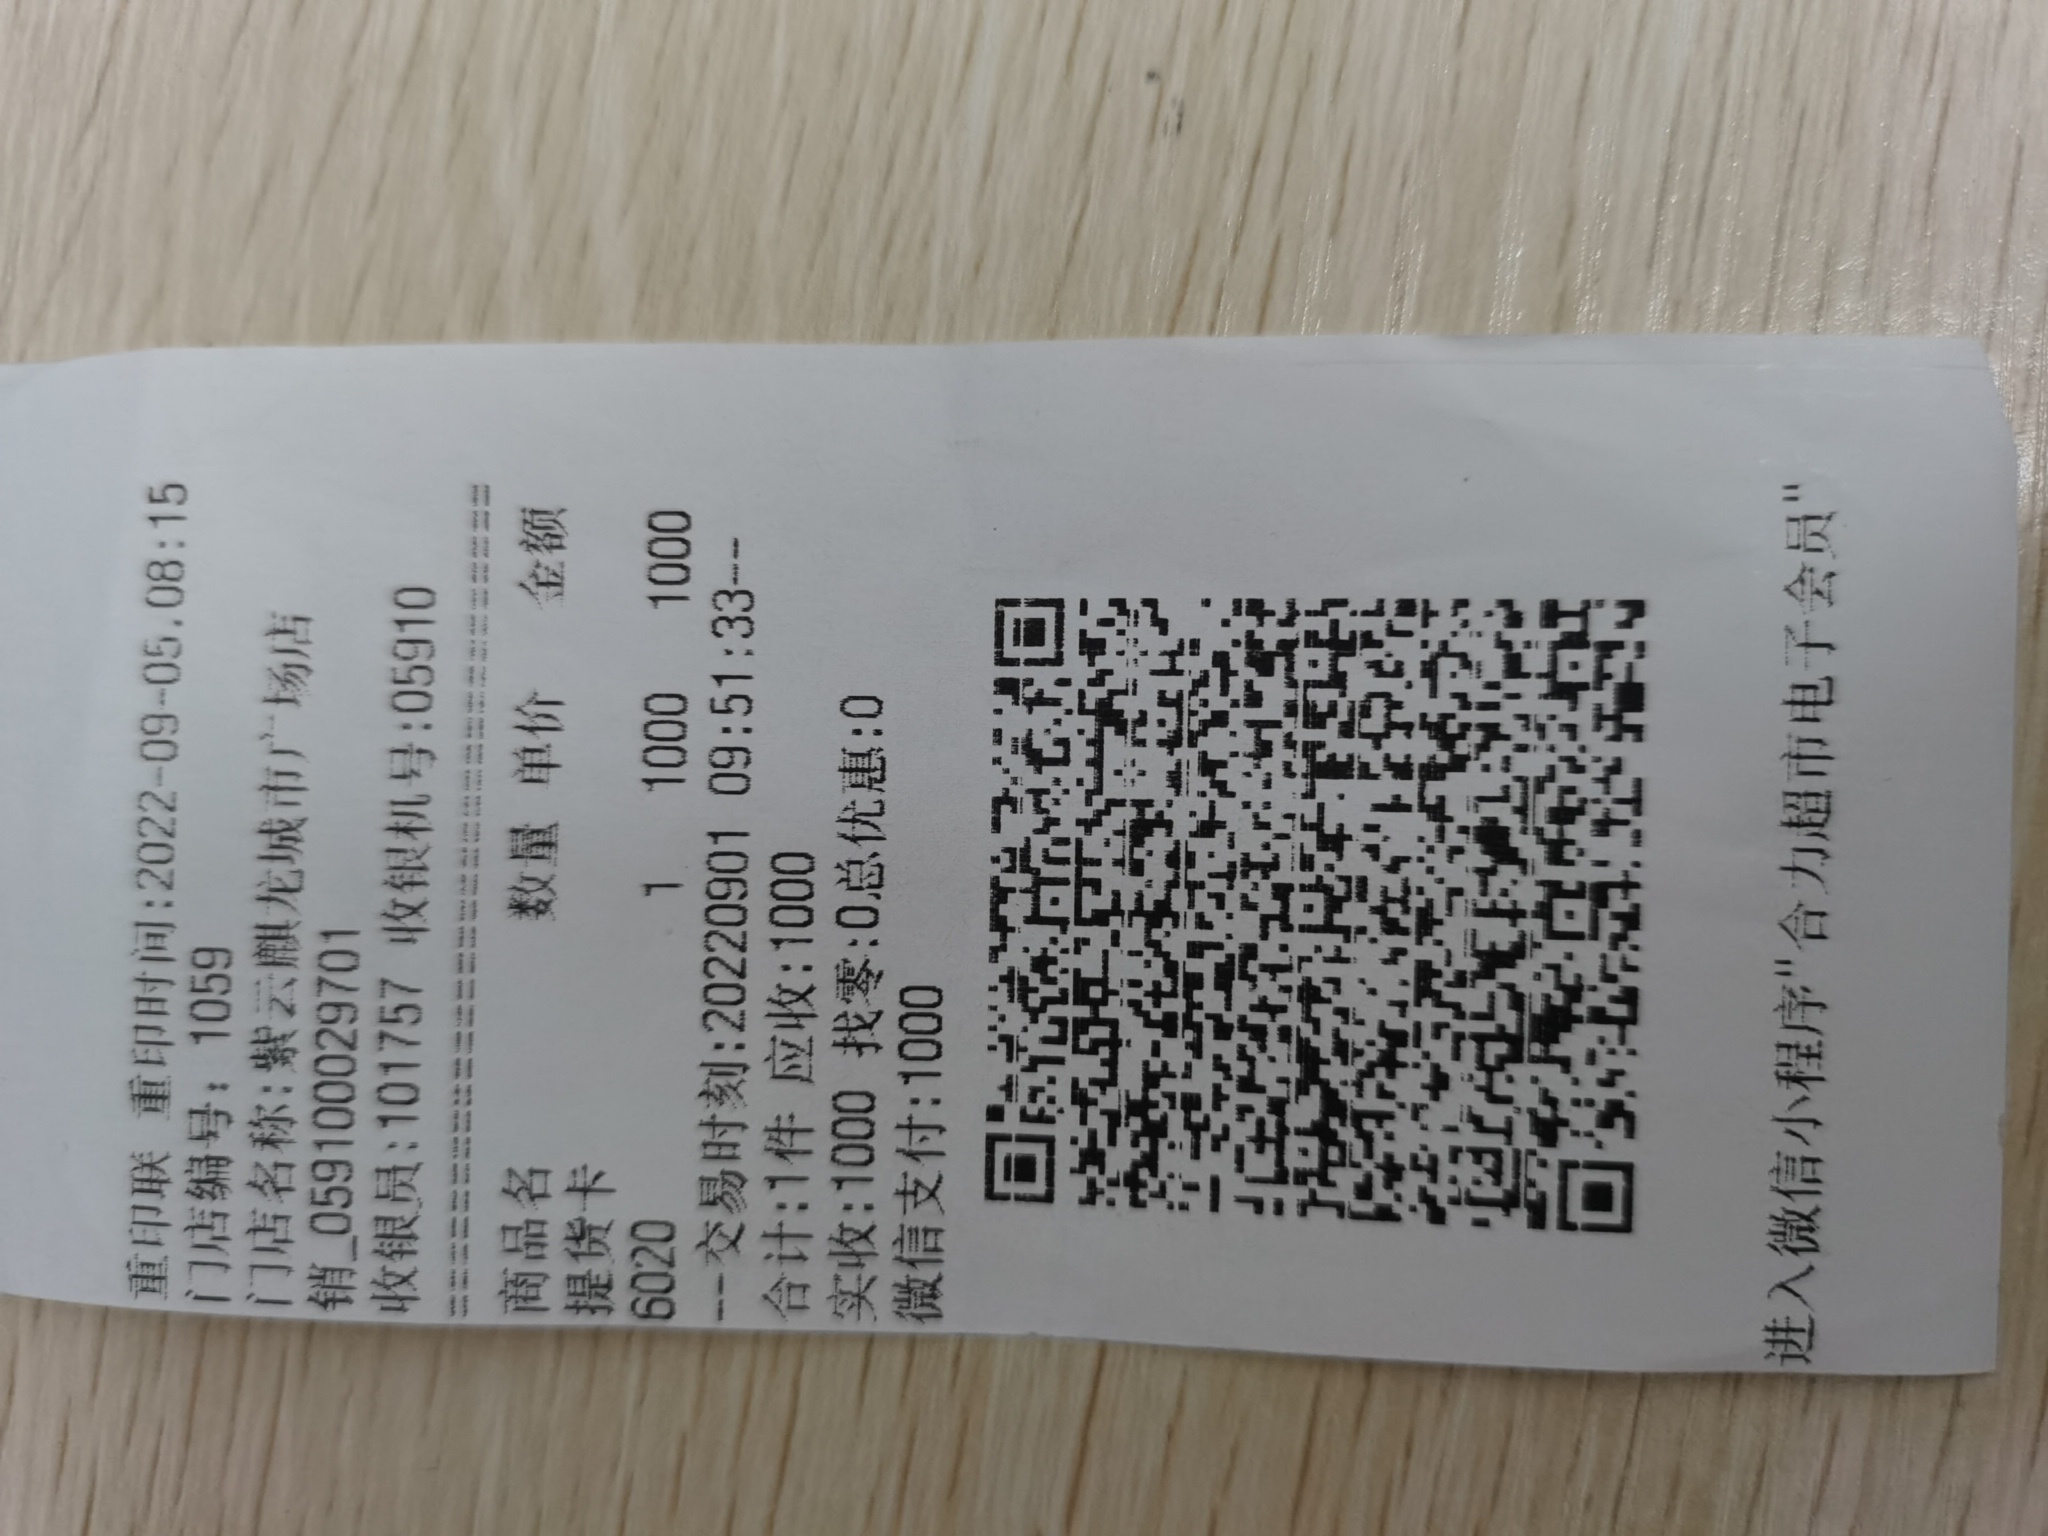 重印联 重印时间:2022-09-05.08:15
门店编号: 1059
门店名称:紫云麒龙城市广场店
销_0591000297​01
收银员:101757 收银机号:05910
================================
商品名 数量 单价 金额
提货卡
6020 1 1000 1000
--交易时刻:20220901 09:51:33--
合计:1件 应收:1000
实收:1000 找零:0总优惠:0
微信支付:1000
进入微信小程序"合力超市电子会员"